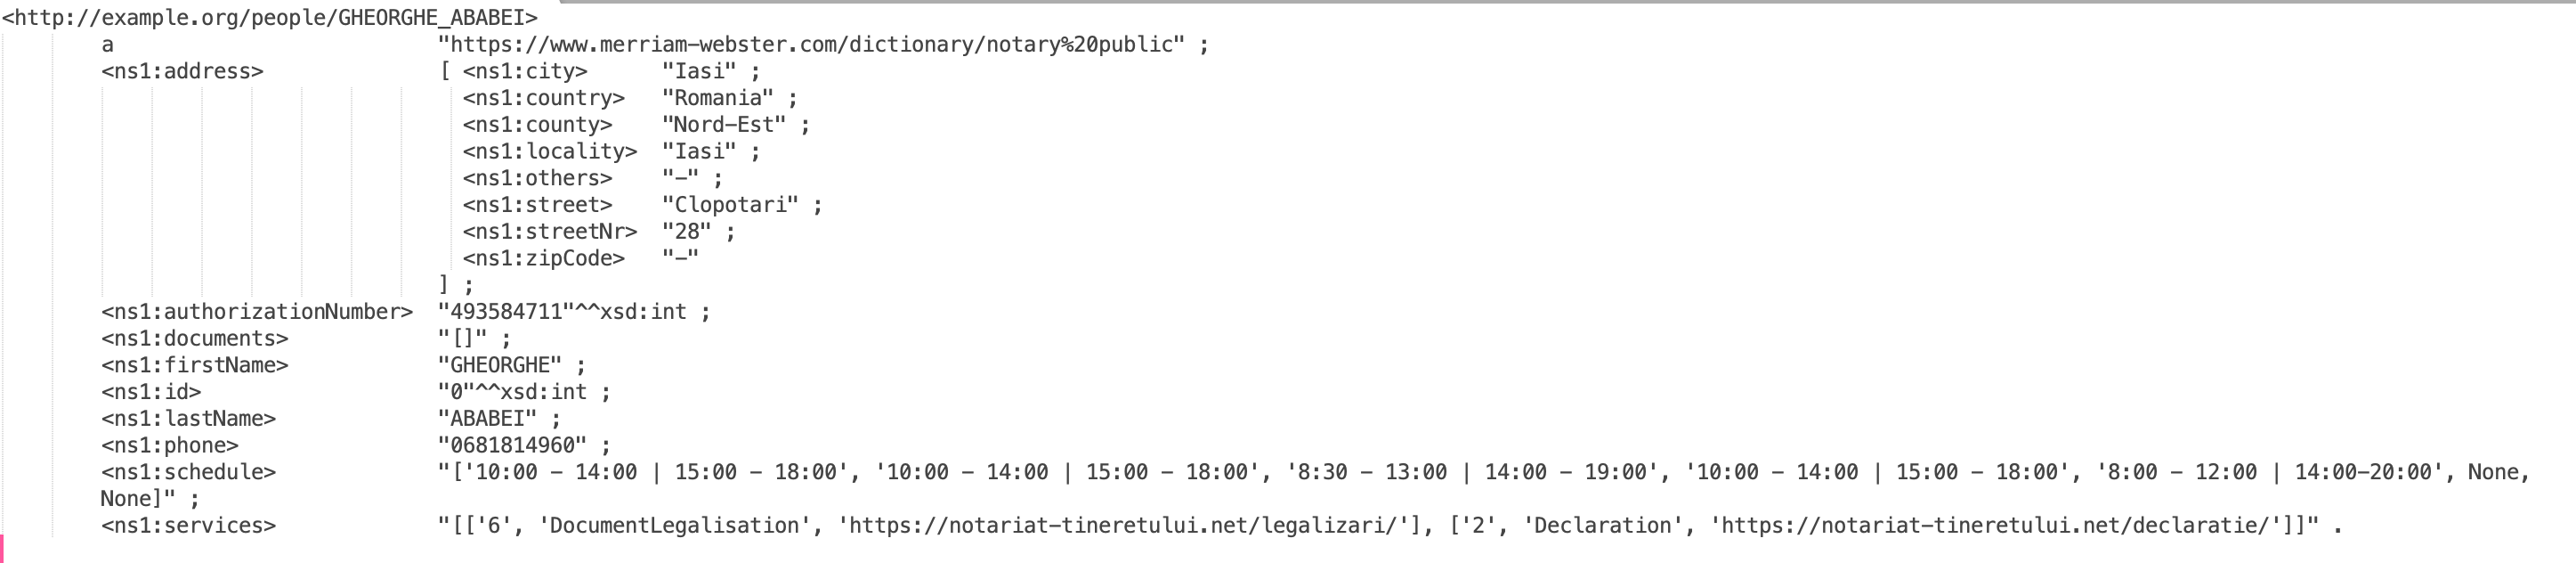 <http://example.org/people/GHEORGHE_ABABEI>
a "https://www.merriam-webster.com/dictionary/notary%20public" ;
<ns1:address> [ <ns1:city> "Iasi" ;
<ns1:country> "Romania" ;
<ns1:county> "Nord-Est" ;
<ns1:locality> "Iasi" ;
<ns1:others> "-" ;
<ns1:street> "Clopotari" ;
<ns1:streetNr> "28" ;
<ns1:zipCode> "-"
] ;
<ns1:authorizationNumber> "493584711"^^xsd:int ;
<ns1:documents> "[]" ;
<ns1:firstName> "GHEORGHE" ;
<ns1:id> "0"^^xsd:int ;
<ns1:lastName> "ABABEI" ;
<ns1:phone> "0681814960" ;
<ns1:schedule> "['10:00 - 14:00 | 15:00 - 18:00', '10:00 - 14:00 | 15:00 - 18:00', '8:30 - 13:00 | 14:00 - 19:00', '10:00 - 14:00 | 15:00 - 18:00', '8:00 - 12:00 | 14:00-20:00', None,
None]" ;
<ns1:services> "[['6', 'DocumentLegalisation', 'https://notariat-tineretului.net/legalizari/'], ['2', 'Declaration', 'https://notariat-tineretului.net/declaratie/']]" .